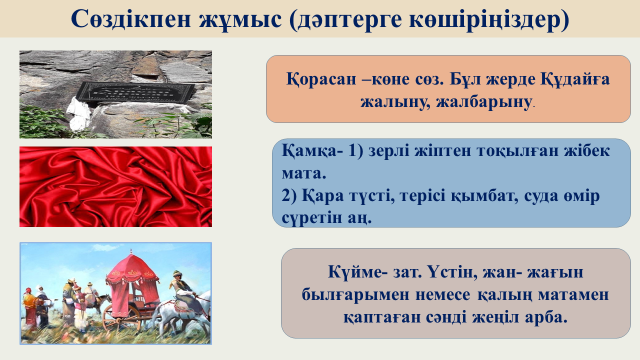 Сөздікпен жұмыс (дәптерге көшіріңіздер)
Қорасан –көне сөз. Бұл жерде Құдайға
жалыну, жалбарыну.
Қамқа- 1) зерлі жіптен тоқылған жібек
мата.
2) Қара түсті, терісі қымбат, суда өмір
сүретін аң.
Күйме- зат. Үстін, жан- жағын
былғарымен немесе қалың матамен
қаптаған сәнді жеңіл арба.